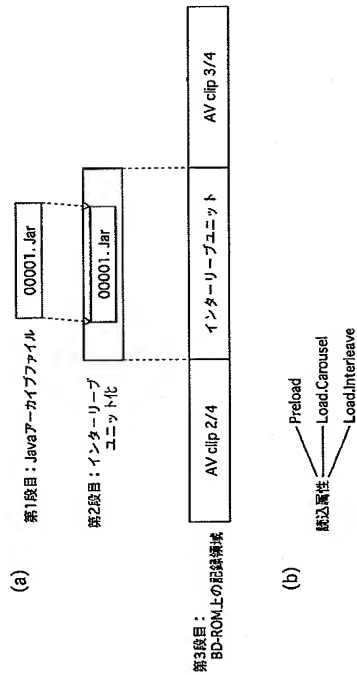 (a)
第1段目：Javaアーカイブファイル
00001.Jar
第2段目：インターリーブ
ユニット化
00001.Jar
第3段目：
BD-ROM上の記録領域
AV clip 2/4
インターリーブユニット
AV clip 3/4
(b)
読込属性
Preload
Load.Carousel
Load.Interleave